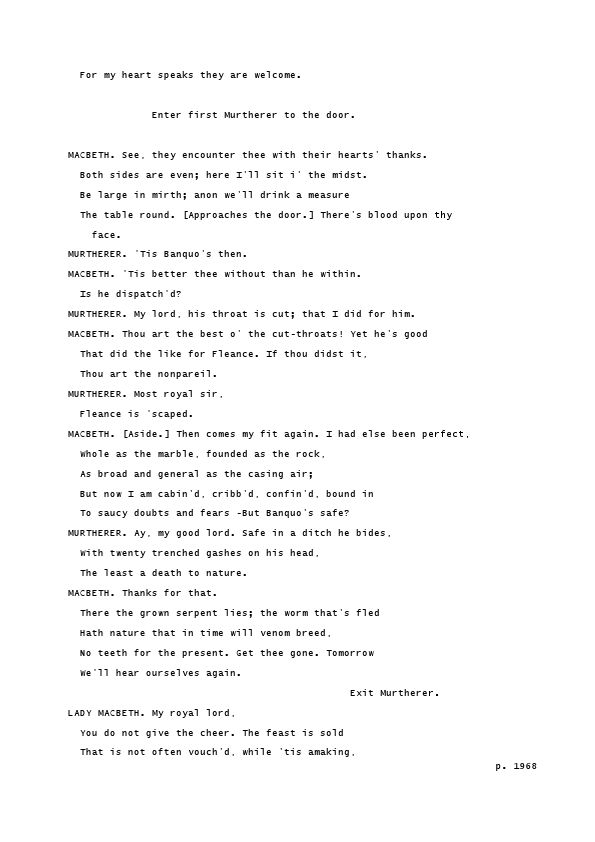 For my heart speaks they are welcome.
Enter first Murtherer to the door.
MACBETH. See, they encounter thee with their hearts' thanks.
Both sides are even; here I'll sit i' the midst.
Be large in mirth; anon we'll drink a measure
The table round. [Approaches the door.] There's blood upon thy
face.
MURTHERER. 'Tis Banquo's then.
MACBETH. 'Tis better thee without than he within.
Is he dispatch'd?
MURTHERER. My lord, his throat is cut; that I did for him.
MACBETH. Thou art the best o' the cut-throats! Yet he's good
That did the like for Fleance. If thou didst it,
Thou art the nonpareil.
MURTHERER. Most royal sir,
Fleance is 'scaped.
MACBETH. [Aside.] Then comes my fit again. I had else been perfect,
Whole as the marble, founded as the rock,
As broad and general as the casing air;
But now I am cabin'd, cribb'd, confin'd, bound in
To saucy doubts and fears -But Banquo's safe?
MURTHERER. Ay, my good lord. Safe in a ditch he bides,
With twenty trenched gashes on his head,
The least a death to nature.
MACBETH. Thanks for that.
There the grown serpent lies; the worm that's fled
Hath nature that in time will venom breed,
No teeth for the present. Get thee gone. Tomorrow
We'll hear ourselves again.
Exit Murtherer.
LADY MACBETH. My royal lord,
You do not give the cheer. The feast is sold
That is not often vouch'd, while 'tis amaking,
p. 1968